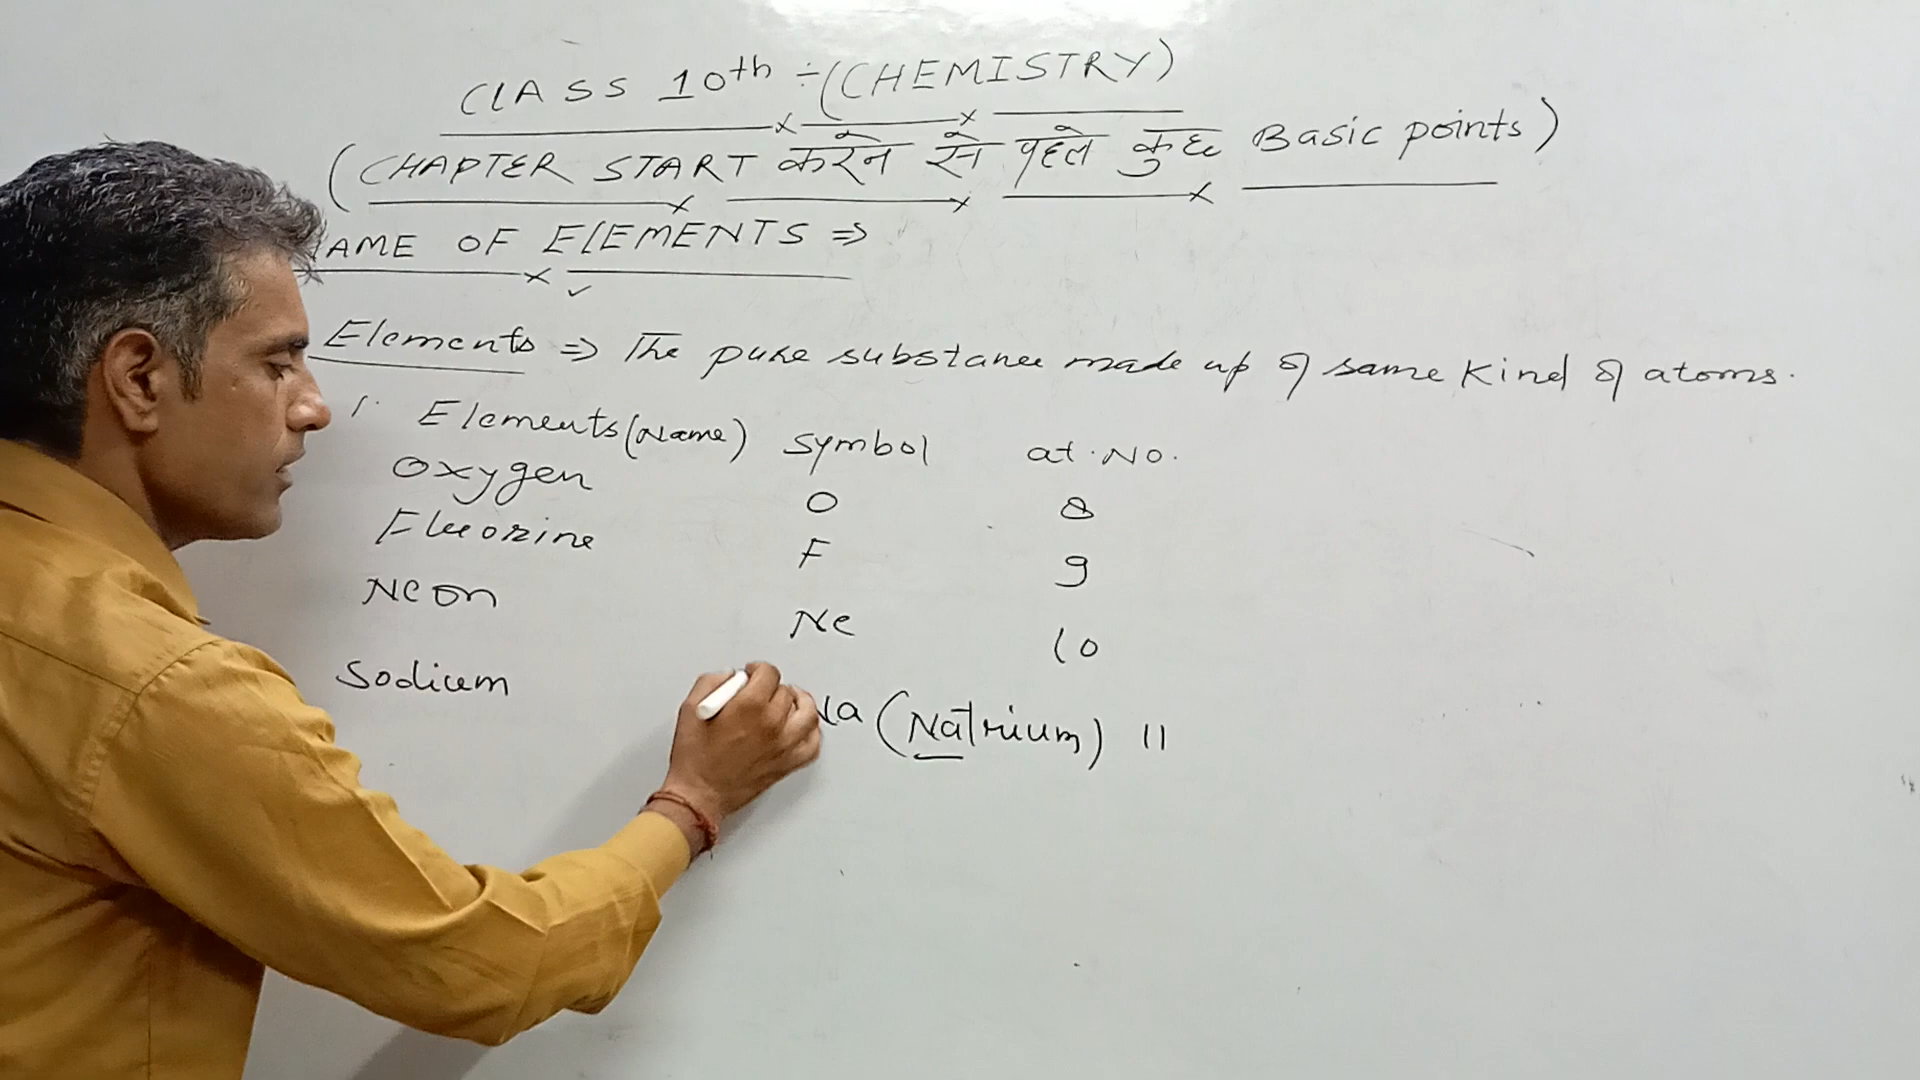 CLASS 10th ÷ (CHEMISTRY)
(CHAPTER START करने से पहले कुछ Basic points)
NAME OF ELEMENTS ⇒
Elements ⇒ The pure substance made up of same kind of atoms.
1. Elements (Name) Symbol at. No.
Oxygen O 8
Fluorine F 9
Neon Ne 10
Sodium Na (Natrium) 11